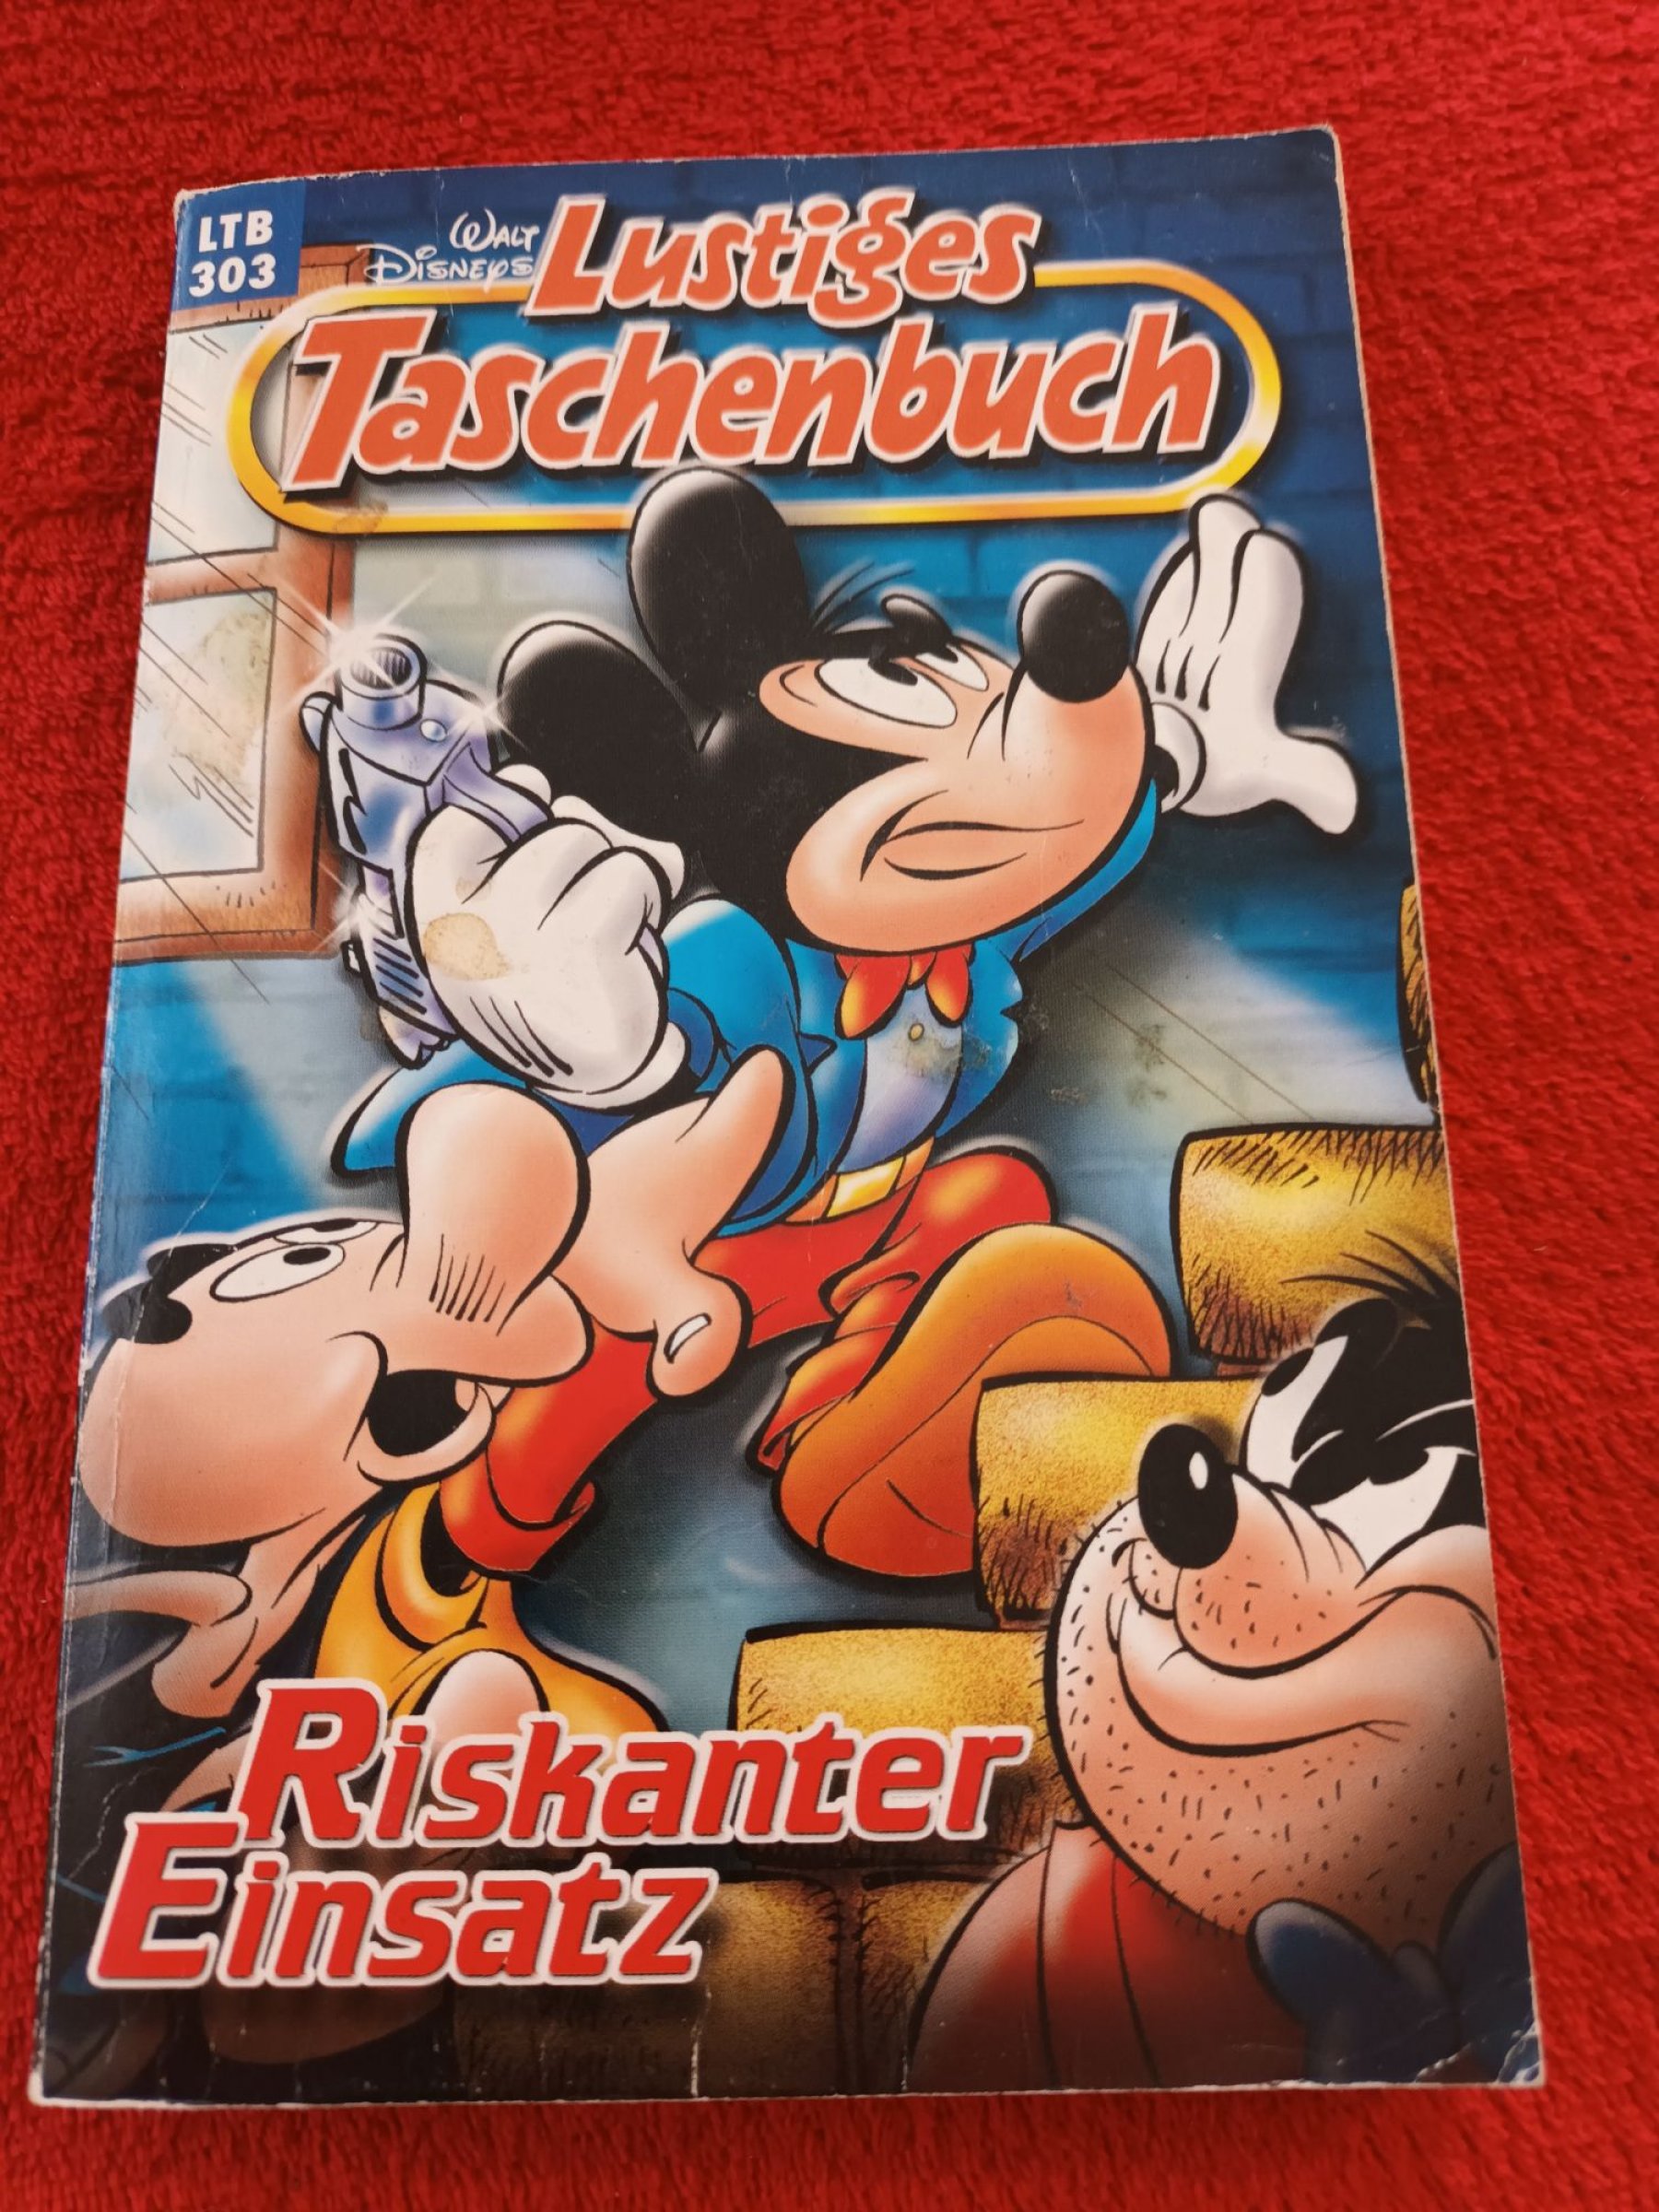 LTB
303
Walt
Disneys
Lustiges
Taschenbuch
Riskanter
Einsatz